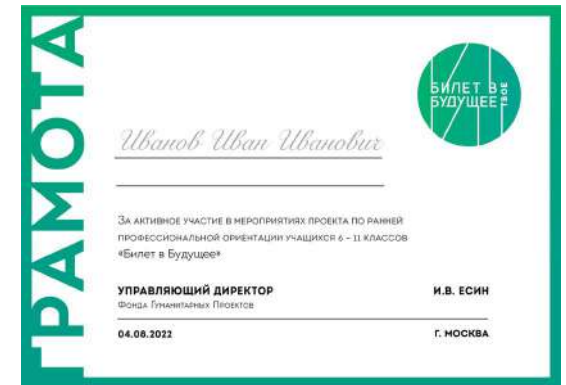 ГРАМОТА
БИЛЕТ В
БУДУЩЕЕ
ТВОЕ
Иванов Иван Иванович
За активное участие в мероприятиях проекта по ранней
профессиональной ориентации учащихся 6 – 11 классов
«Билет в Будущее»
УПРАВЛЯЮЩИЙ ДИРЕКТОР
И.В. ЕСИН
Фонда Гуманитарных Проектов
04.08.2022
Г. МОСКВА